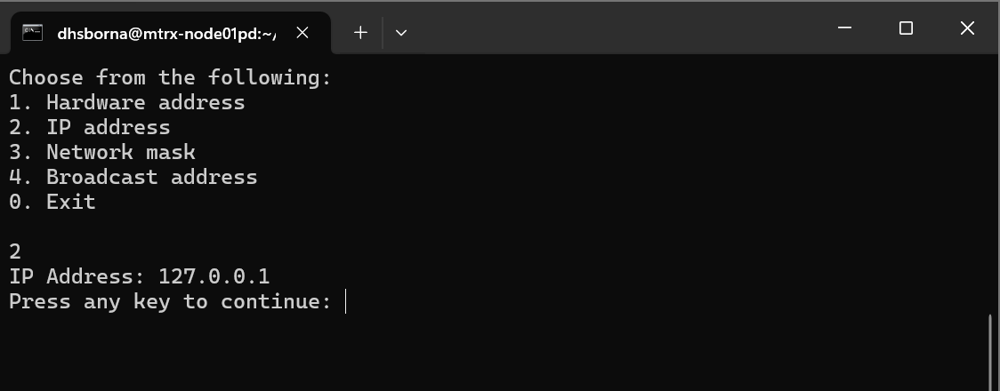 dhsborna@mtrx-node01pd:~/
Choose from the following:
1. Hardware address
2. IP address
3. Network mask
4. Broadcast address
0. Exit
2
IP Address: 127.0.0.1
Press any key to continue: